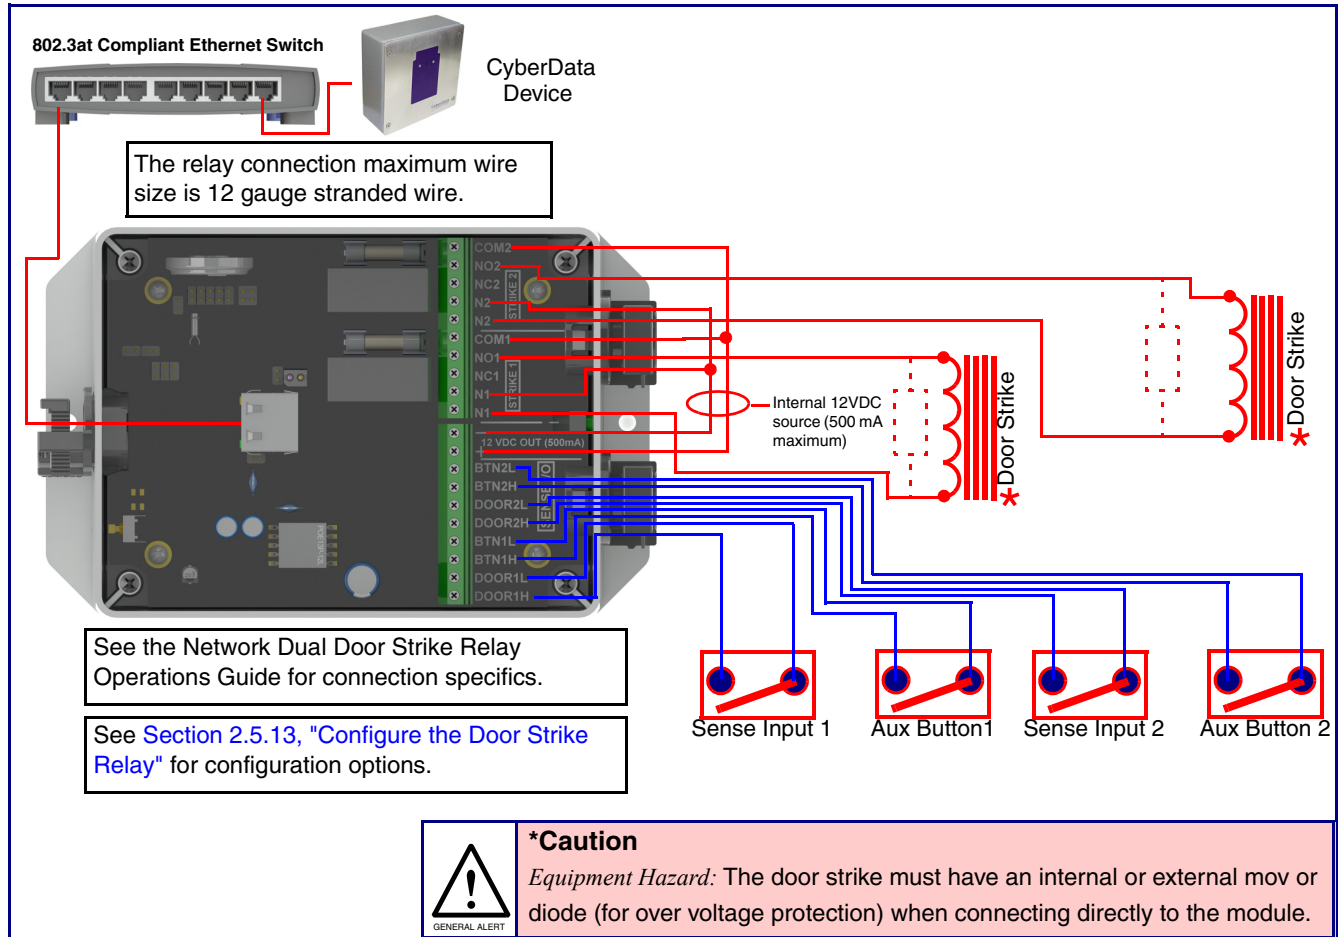 802.3at Compliant Ethernet Switch
CyberData
Device
The relay connection maximum wire
size is 12 gauge stranded wire.
COM2
NO2
NC2
N2
N2
STRIKE 2
COM1
NO1
NC1
N1
N1
STRIKE 1
-
12 VDC OUT (500mA)
+
BTN2L
BTN2H
DOOR2L
DOOR2H
BTN1L
BTN1H
DOOR1L
DOOR1H
Internal 12VDC
source (500 mA
maximum)
*Door Strike
*Door Strike
See the Network Dual Door Strike Relay
Operations Guide for connection specifics.
See Section 2.5.13, "Configure the Door Strike
Relay" for configuration options.
Sense Input 1
Aux Button1
Sense Input 2
Aux Button 2
GENERAL ALERT
*Caution
Equipment Hazard: The door strike must have an internal or external mov or
diode (for over voltage protection) when connecting directly to the module.